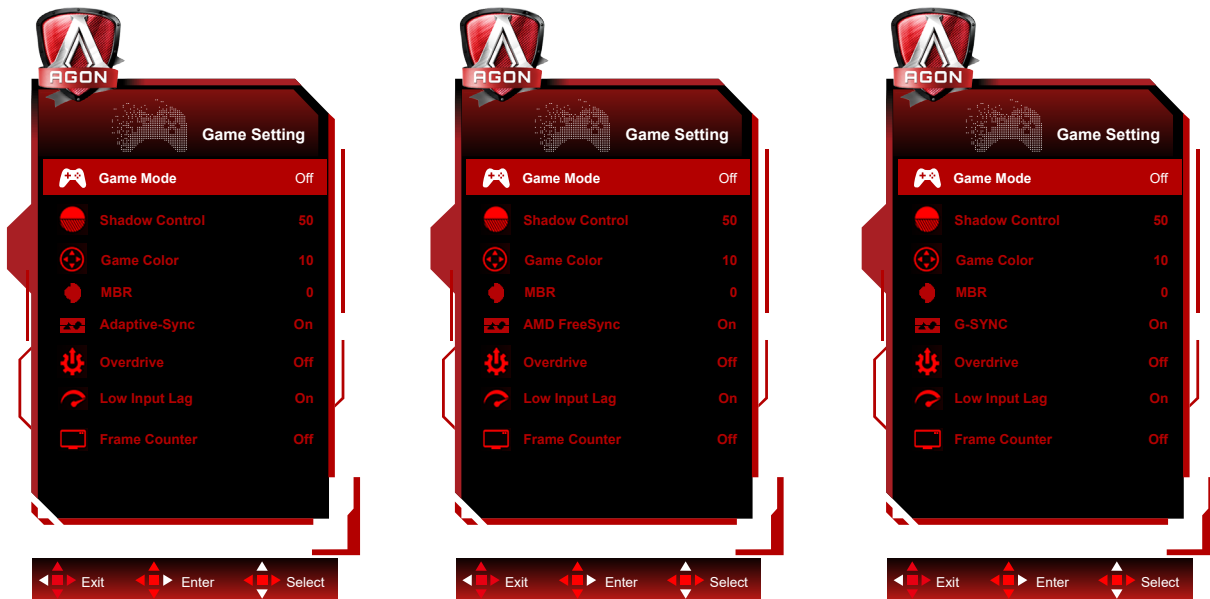 AGON
Game Setting
Game Mode Off
Shadow Control 50
Game Color 10
MBR 0
Adaptive-Sync On
Overdrive Off
Low Input Lag On
Frame Counter Off
Exit Enter Select
AGON
Game Setting
Game Mode Off
Shadow Control 50
Game Color 10
MBR 0
AMD FreeSync On
Overdrive Off
Low Input Lag On
Frame Counter Off
Exit Enter Select
AGON
Game Setting
Game Mode Off
Shadow Control 50
Game Color 10
MBR 0
G-SYNC On
Overdrive Off
Low Input Lag On
Frame Counter Off
Exit Enter Select